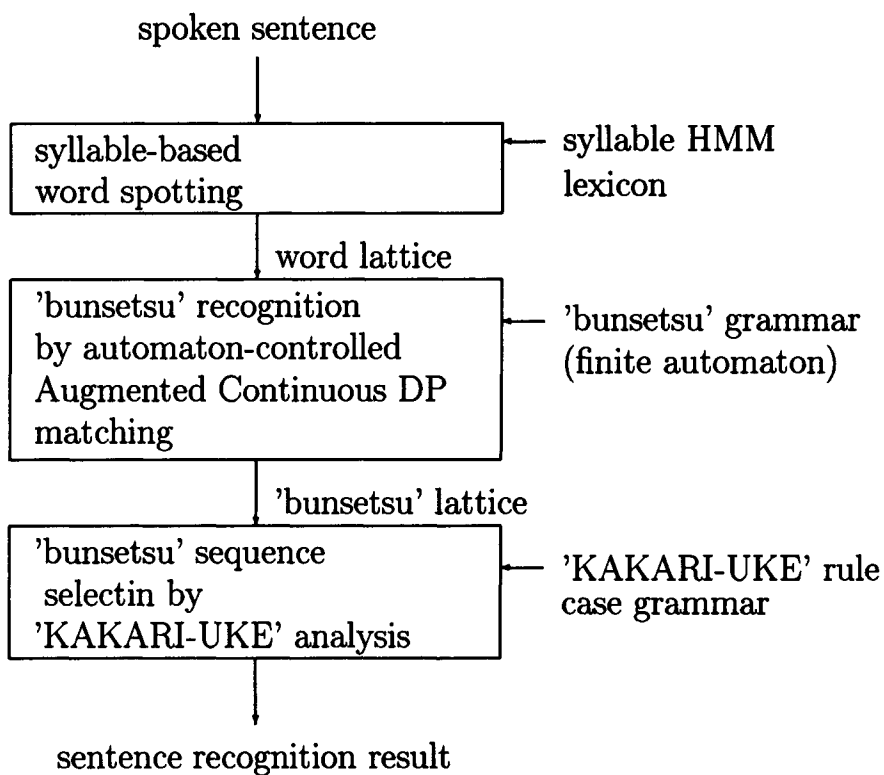 spoken sentence
syllable-based
word spotting
syllable HMM
lexicon
word lattice
'bunsetsu' recognition
by automaton-controlled
Augmented Continuous DP
matching
'bunsetsu' grammar
(finite automaton)
'bunsetsu' lattice
'bunsetsu' sequence
selectin by
'KAKARI-UKE' analysis
'KAKARI-UKE' rule
case grammar
sentence recognition result